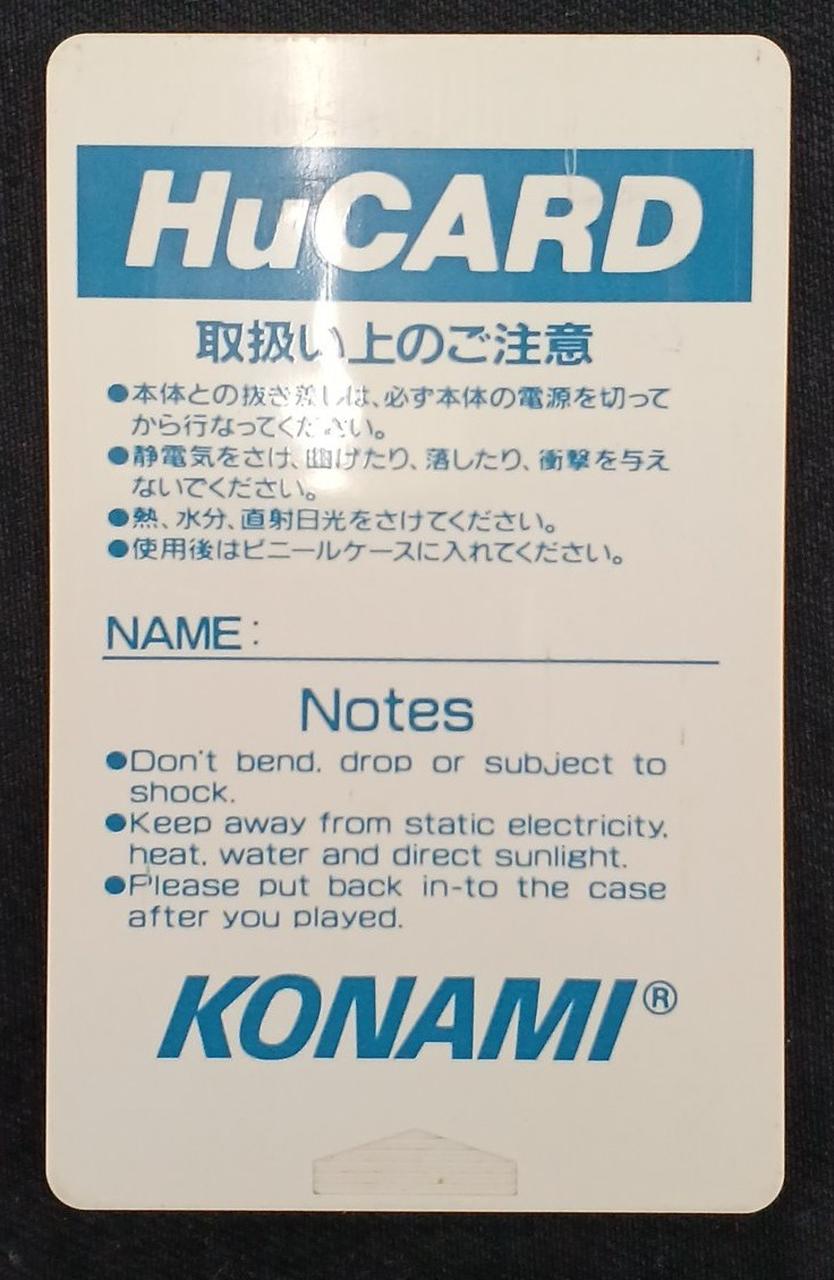 HuCARD
取扱い上のご注意
●本体との抜き差しは、必ず本体の電源を切って
から行なってください。
●静電気をさけ、曲げたり、落したり、衝撃を与え
ないでください。
●熱、水分、直射日光をさけてください。
●使用後はビニールケースに入れてください。
NAME:
Notes
●Don't bend, drop or subject to
shock.
●Keep away from static electricity,
heat, water and direct sunlight.
●Please put back in-to the case
after you played.
KONAMI®